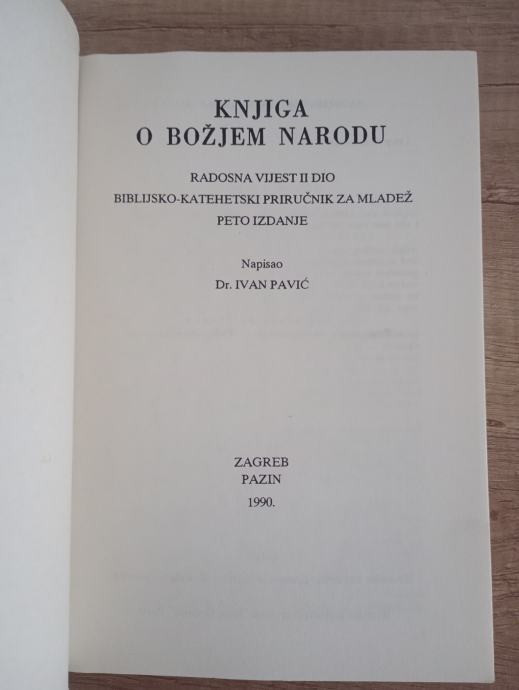 KNJIGA
O BOŽJEM NARODU
RADOSNA VIJEST II DIO
BIBLIJSKO-KATEHETSKI PRIRUČNIK ZA MLADEŽ
PETO IZDANJE
Napisao
Dr. IVAN PAVIĆ
ZAGREB
PAZIN
1990.